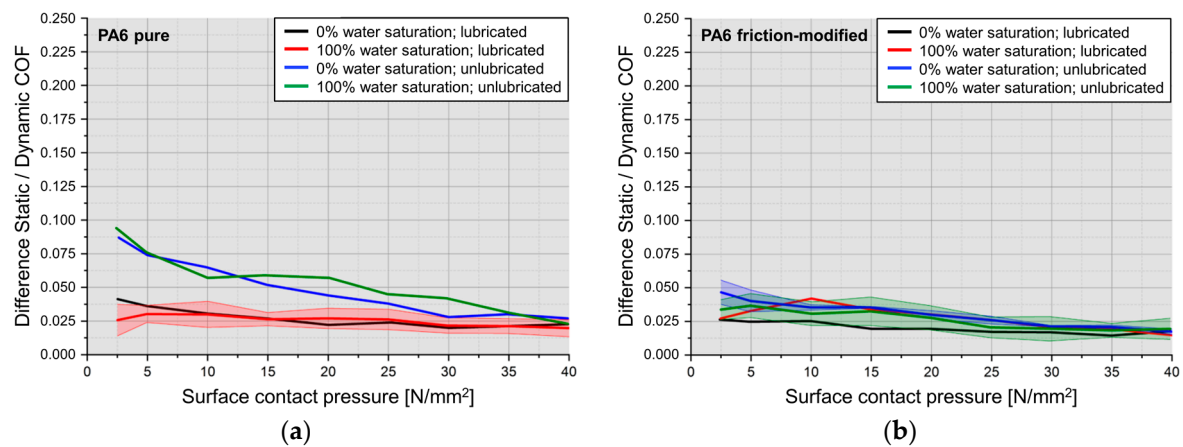 PA6 pure
0% water saturation; lubricated
100% water saturation; lubricated
0% water saturation; unlubricated
100% water saturation; unlubricated
Difference Static / Dynamic COF
0.250
0.225
0.200
0.175
0.150
0.125
0.100
0.075
0.050
0.025
0.000
0 5 10 15 20 25 30 35 40
Surface contact pressure [N/mm²]
(a)
PA6 friction-modified
0% water saturation; lubricated
100% water saturation; lubricated
0% water saturation; unlubricated
100% water saturation; unlubricated
Difference Static / Dynamic COF
0.250
0.225
0.200
0.175
0.150
0.125
0.100
0.075
0.050
0.025
0.000
0 5 10 15 20 25 30 35 40
Surface contact pressure [N/mm²]
(b)